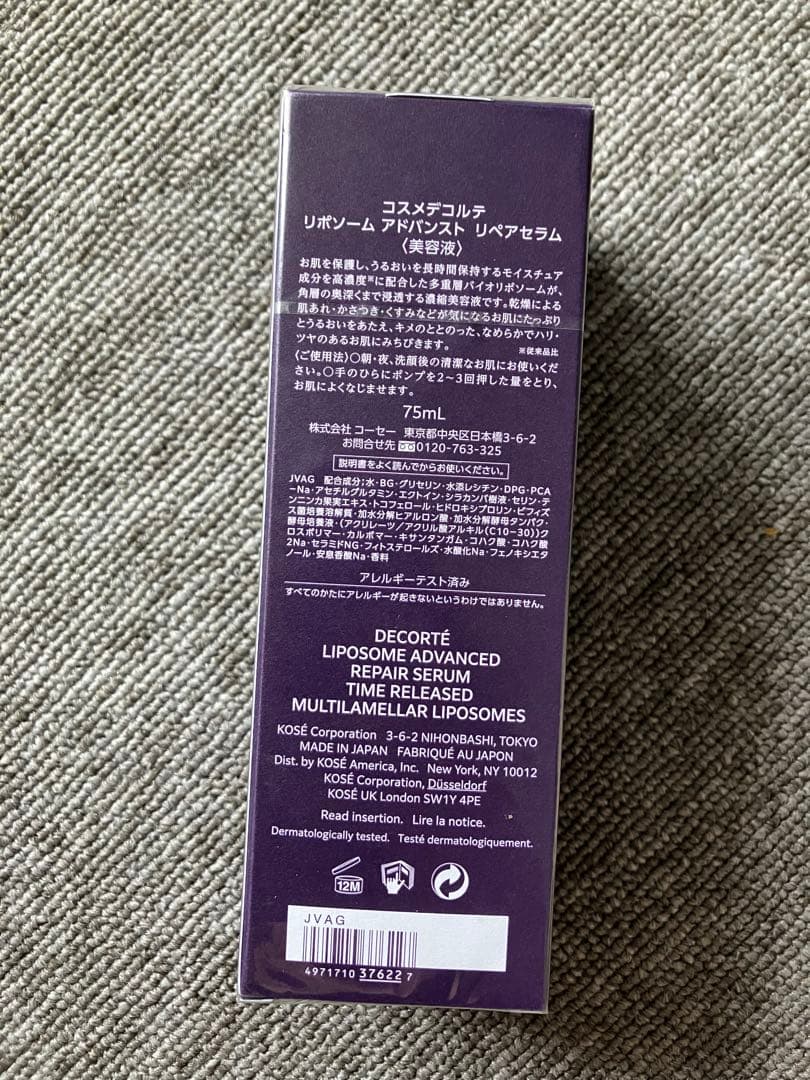 コスメデコルテ
リポソーム アドバンスト リペアセラム
〈美容液〉
お肌を保護し、うるおいを長時間保持するモイスチュア
成分を高濃度※に配合した多重層バイオリポソームが、
角層の奥深くまで浸透する濃縮美容液です。乾燥による
肌あれ・かさつき・くすみなどが気になるお肌にたっぷり
とうるおいをあたえ、キメのととのった、なめらかでハリ・
ツヤのあるお肌にみちびきます。 ※従来品比
〈ご使用法〉○朝・夜、洗顔後の清潔なお肌にお使いくだ
さい。○手のひらにポンプを2~3回押した量をとり、
お肌によくなじませます。
75mL
株式会社 コーセー 東京都中央区日本橋3-6-2
お問合せ先 0120-763-325
説明書をよく読んでからお使いください。
JVAG 配合成分:水・BG・グリセリン・水添レシチン・DPG・PCA
-Na・アセチルグルタミン・エクトイン・シラカンバ樹液・セリン・テ
ンニンカ果実エキス・トコフェロール・ヒドロキシプロリン・ビフィズ
ス菌培養溶解質・加水分解ヒアルロン酸・加水分解酵母タンパク・
酵母培養液・(アクリレーツ/アクリル酸アルキル(C10-30))ク
ロスポリマー・カルボマー・キサンタンガム・コハク酸・コハク酸
2Na・セラミドNG・フィトステロールズ・水酸化Na・フェノキシエタ
ノール・安息香酸Na・香料
アレルギーテスト済み
すべてのかたにアレルギーが起きないというわけではありません。
DECORTÉ
LIPOSOME ADVANCED
REPAIR SERUM
TIME RELEASED
MULTILAMELLAR LIPOSOMES
KOSÉ Corporation 3-6-2 NIHONBASHI, TOKYO
MADE IN JAPAN FABRIQUÉ AU JAPON
Dist. by KOSÉ America, Inc. New York, NY 10012
KOSÉ Corporation, Düsseldorf
KOSÉ UK London SW1Y 4PE
Read insertion. Lire la notice.
Dermatologically tested. Testé dermatologiquement.
12M
JVAG
4971710 37622 7